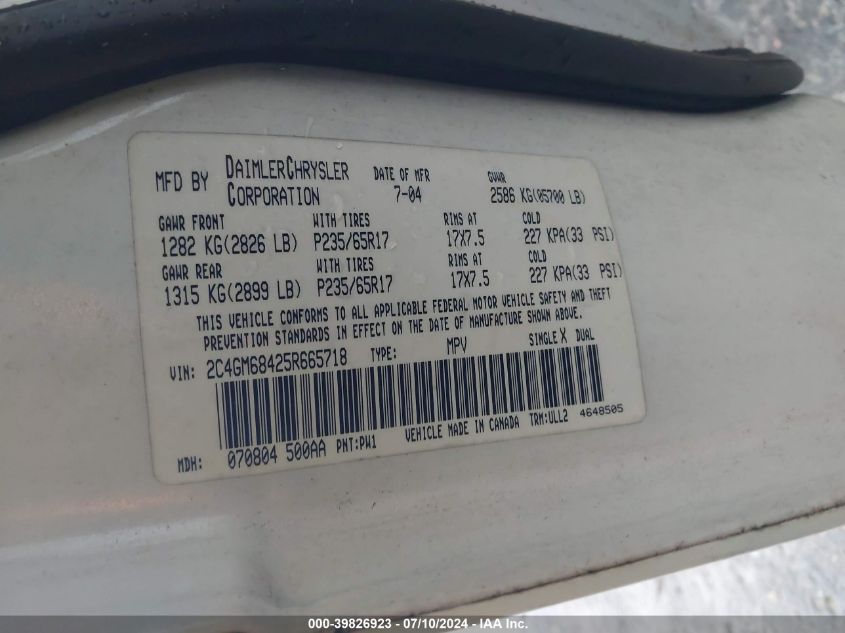 MFD BY DAIMLERCHRYSLER CORPORATION DATE OF MFR 7-04 GVWR 2586 KG(05700 LB)
GAWR FRONT WITH TIRES RIMS AT COLD
1282 KG(2826 LB) P235/65R17 17X7.5 227 KPA(33 PSI)
GAWR REAR WITH TIRES RIMS AT COLD
1315 KG(2899 LB) P235/65R17 17X7.5 227 KPA(33 PSI)
THIS VEHICLE CONFORMS TO ALL APPLICABLE FEDERAL MOTOR VEHICLE SAFETY AND THEFT
PREVENTION STANDARDS IN EFFECT ON THE DATE OF MANUFACTURE SHOWN ABOVE.
VIN: 2C4GM68425R665718 TYPE: MPV SINGLE X DUAL
MDH: 070804 500AA PNT:PW1 VEHICLE MADE IN CANADA TRM:ULL2 4648505
000-39826923 - 07/10/2024 - IAA Inc.